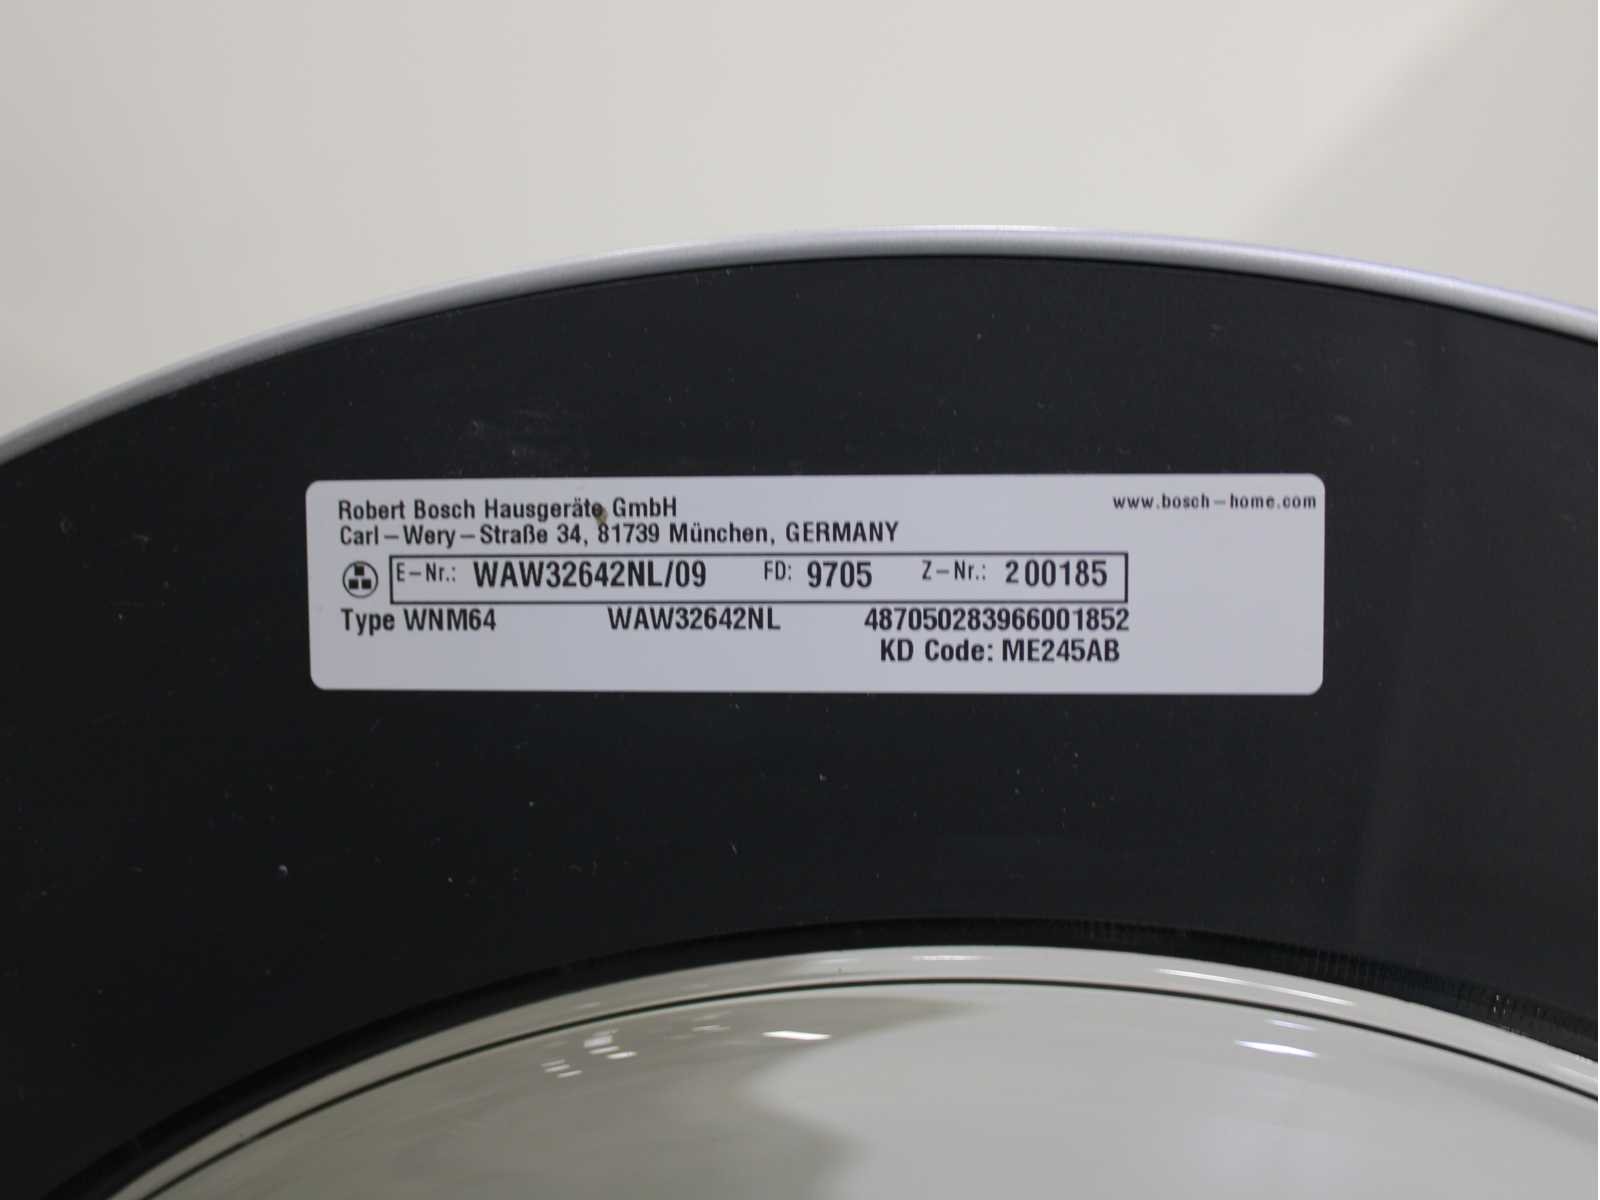 Robert Bosch Hausgeräte GmbH
www.bosch-home.com
Carl-Wery-Straße 34, 81739 München, GERMANY
E-Nr.: WAW32642NL/09 FD: 9705 Z-Nr.: 200185
Type WNM64 WAW32642NL 487050283966001852
KD Code: ME245AB